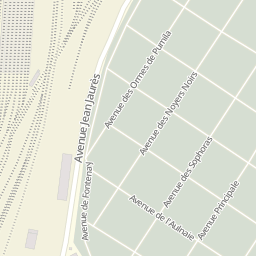 Avenue Jean Jaurès
Avenue des Ormes de Pumila
Avenue des Noyers Noirs
Avenue des Sophoras
Avenue Principale
Avenue de Fontenay
Avenue de l'Aulnaie